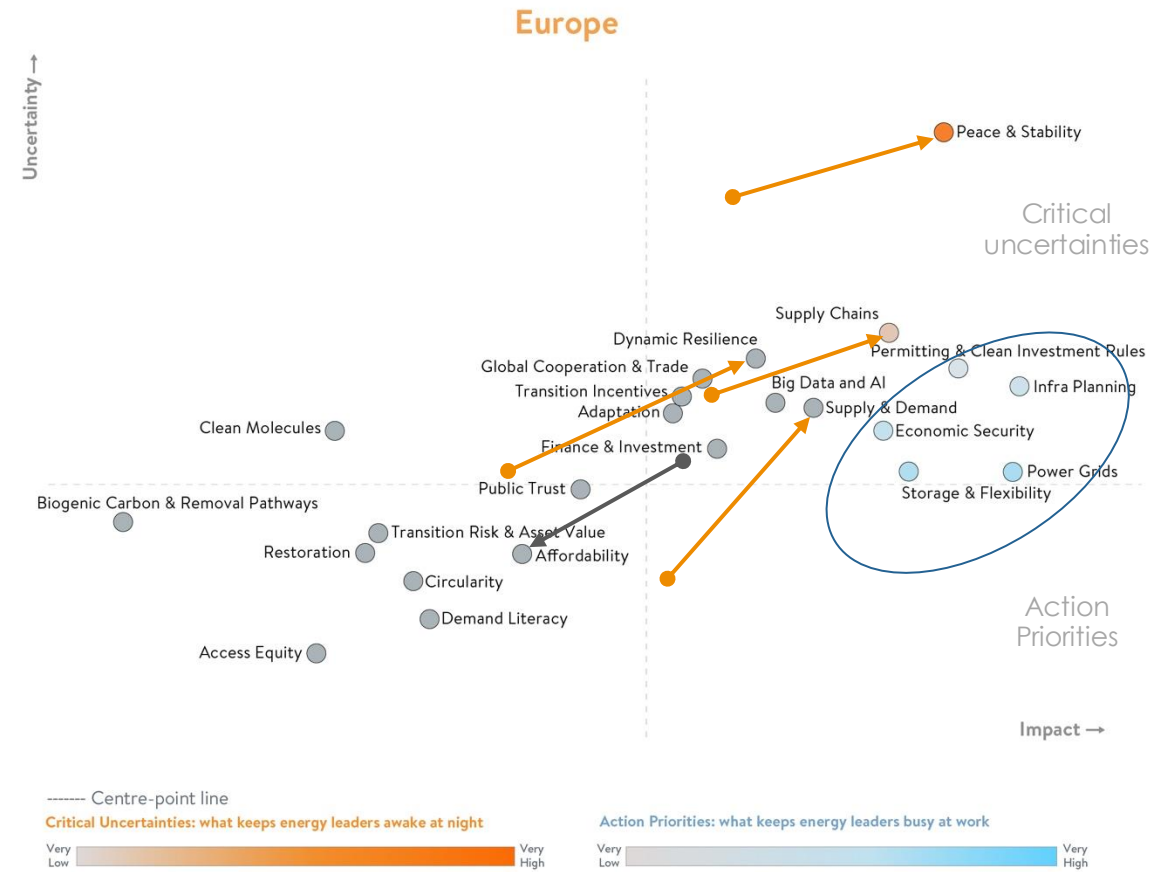 Europe
Uncertainty →
Peace & Stability
Critical
uncertainties
Supply Chains
Dynamic Resilience
Permitting & Clean Investment Rules
Global Cooperation & Trade
Big Data and AI
Infra Planning
Transition Incentives
Adaptation
Supply & Demand
Clean Molecules
Economic Security
Finance & Investment
Power Grids
Public Trust
Storage & Flexibility
Biogenic Carbon & Removal Pathways
Transition Risk & Asset Value
Restoration
Affordability
Circularity
Demand Literacy
Action
Priorities
Access Equity
Impact →
------- Centre-point line
Critical Uncertainties: what keeps energy leaders awake at night
Very
Low
Very
High
Action Priorities: what keeps energy leaders busy at work
Very
Low
Very
High